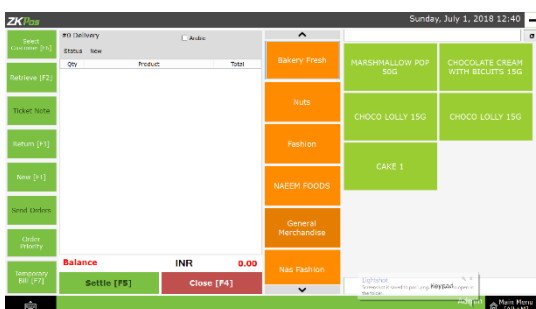 ZKPos
Sunday, July 1, 2018 12:40
Select
Customer [F6]
Retrieve [F2]
Ticket Note
Return [F3]
New [F1]
Send Orders
Order
Priority
Temporary
Bill [F7]
#0 Delivery
Arabic
Status New
Qty Product Total
Balance INR 0.00
Settle [F5]
Close [F4]
Bakery Fresh
Nuts
Fashion
NAEEM FOODS
General
Merchandise
Nas Fashion
MARSHMALLOW POP
50G
CHOCOLATE CREAM
WITH BICUITS 15G
CHOCO LOLLY 15G
CHOCO LOLLY 15G
CAKE 1
Lightshot
Keypad
Admin
Main Menu